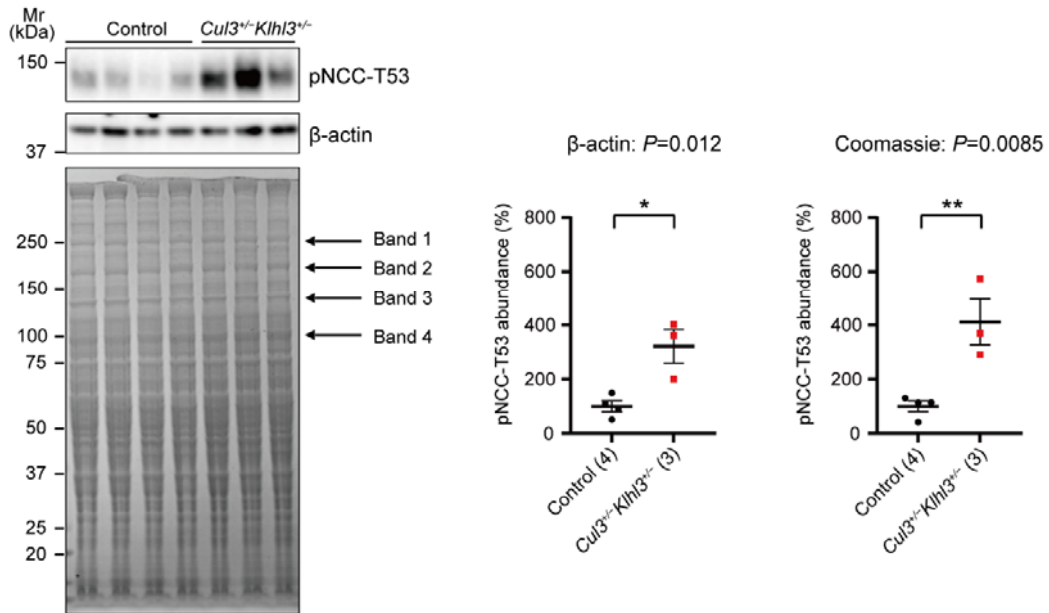 Mr
(kDa)
Control
Cul3+/-Klhl3+/-
150
pNCC-T53
β-actin
37
250
150
100
75
50
37
25
20
Band 1
Band 2
Band 3
Band 4
β-actin: P=0.012
pNCC-T53 abundance (%)
800
600
400
200
0
*
Control (4)
Cul3+/-Klhl3+/- (3)
Coomassie: P=0.0085
pNCC-T53 abundance (%)
800
600
400
200
0
**
Control (4)
Cul3+/-Klhl3+/- (3)